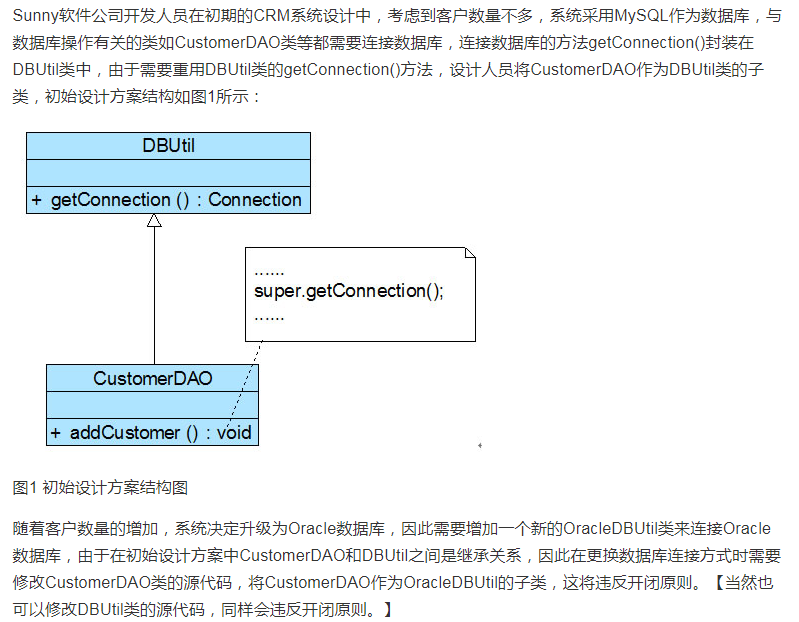 Sunny软件公司开发人员在初期的CRM系统设计中，考虑到客户数量不多，系统采用MySQL作为数据库，与
数据库操作有关的类如CustomerDAO类等都需要连接数据库，连接数据库的方法getConnection()封装在
DBUtil类中，由于需要重用DBUtil类的getConnection()方法，设计人员将CustomerDAO作为DBUtil类的子
类，初始设计方案结构如图1所示：
DBUtil
+ getConnection () : Connection
......
super.getConnection();
......
CustomerDAO
+ addCustomer () : void
图1 初始设计方案结构图
随着客户数量的增加，系统决定升级为Oracle数据库，因此需要增加一个新的OracleDBUtil类来连接Oracle
数据库，由于在初始设计方案中CustomerDAO和DBUtil之间是继承关系，因此在更换数据库连接方式时需要
修改CustomerDAO类的源代码，将CustomerDAO作为OracleDBUtil的子类，这将违反开闭原则。【当然也
可以修改DBUtil类的源代码，同样会违反开闭原则。】